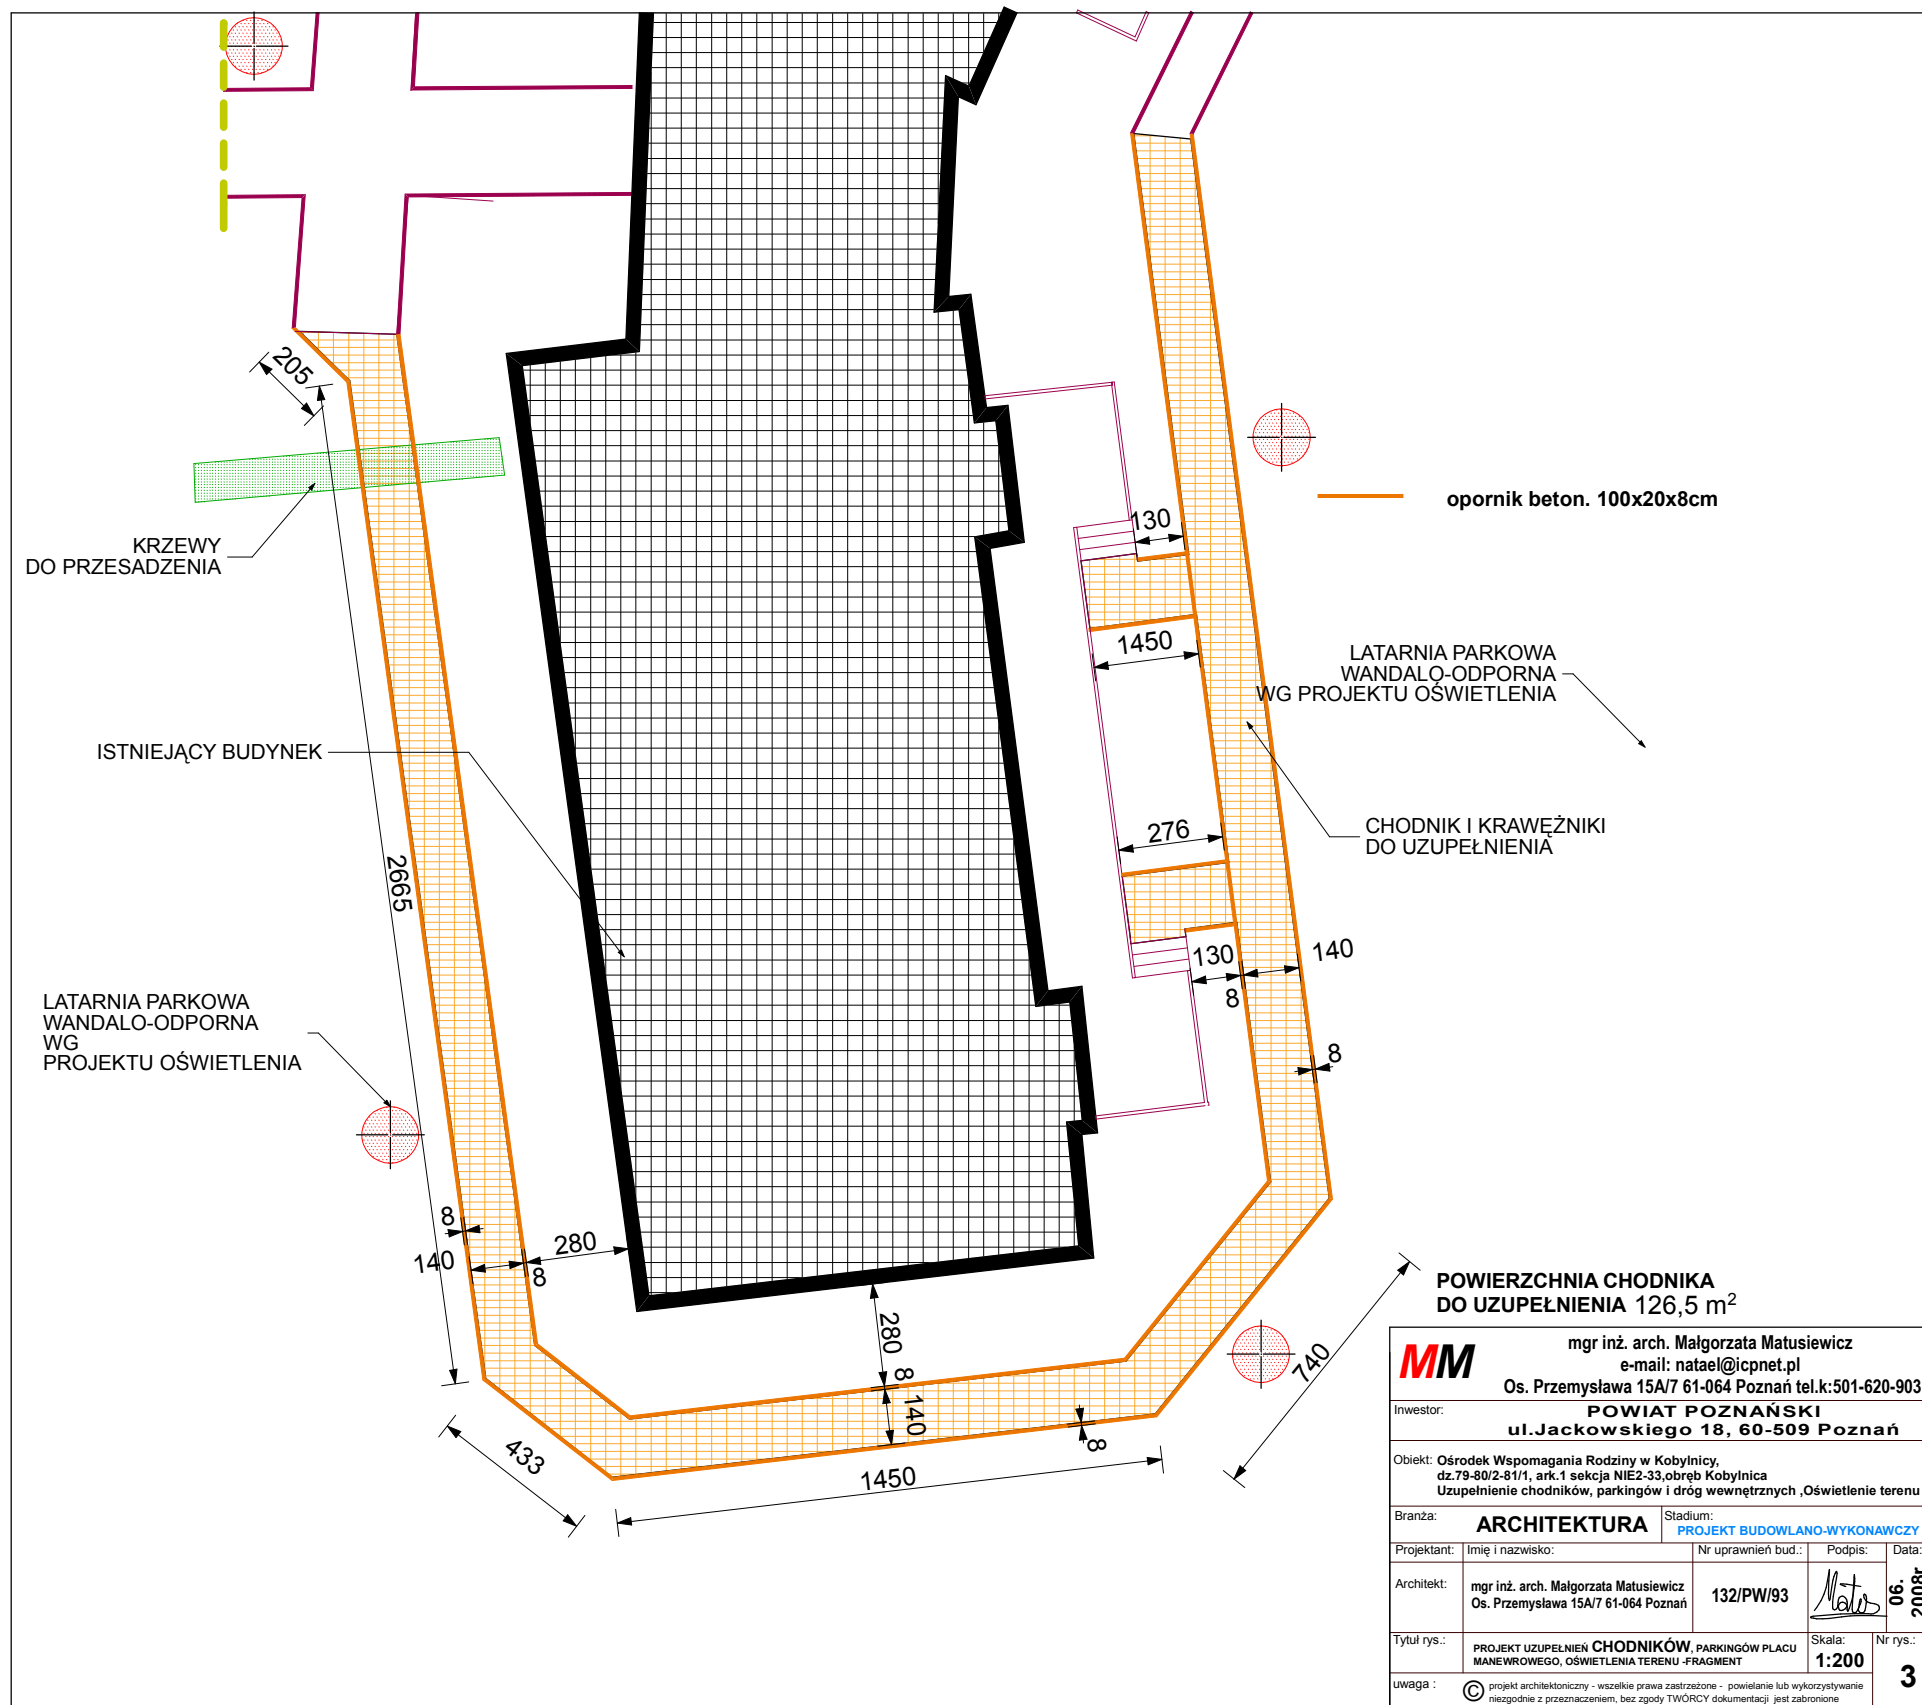 205
KRZEWY
DO PRZESADZENIA
130
opornik beton. 100x20x8cm
1450
LATARNIA PARKOWA
WANDALO-ODPORNA
WG PROJEKTU OŚWIETLENIA
ISTNIEJĄCY BUDYNEK
276
CHODNIK I KRAWĘŻNIKI
DO UZUPEŁNIENIA
2665
130
140
8
8
LATARNIA PARKOWA
WANDALO-ODPORNA
WG
PROJEKTU OŚWIETLENIA
8
140
280
8
280
8
140
8
433
1450
740
POWIERZCHNIA CHODNIKA
DO UZUPEŁNIENIA 126,5 m²
MM
mgr inż. arch. Małgorzata Matusiewicz
e-mail: natael@icpnet.pl
Os. Przemysława 15A/7 61-064 Poznań tel.k:501-620-903
Inwestor:
POWIAT POZNAŃSKI
ul.Jackowskiego 18, 60-509 Poznań
Obiekt: Ośrodek Wspomagania Rodziny w Kobylnicy,
dz.79-80/2-81/1, ark.1 sekcja NIE2-33,obręb Kobylnica
Uzupełnienie chodników, parkingów i dróg wewnętrznych ,Oświetlenie terenu
Branża: ARCHITEKTURA
Stadium:
PROJEKT BUDOWLANO-WYKONAWCZY
Projektant: Imię i nazwisko: Nr uprawnień bud.: Podpis: Data:
Architekt:
mgr inż. arch. Małgorzata Matusiewicz
Os. Przemysława 15A/7 61-064 Poznań
132/PW/93
06.
2008r
Tytuł rys.:
PROJEKT UZUPEŁNIEŃ CHODNIKÓW, PARKINGÓW PLACU
MANEWROWEGO, OŚWIETLENIA TERENU -FRAGMENT
Skala:
1:200
Nr rys.:
3
uwaga :
© projekt architektoniczny - wszelkie prawa zastrzeżone - powielanie lub wykorzystywanie
niezgodnie z przeznaczeniem, bez zgody TWÓRCY dokumentacji jest zabronione